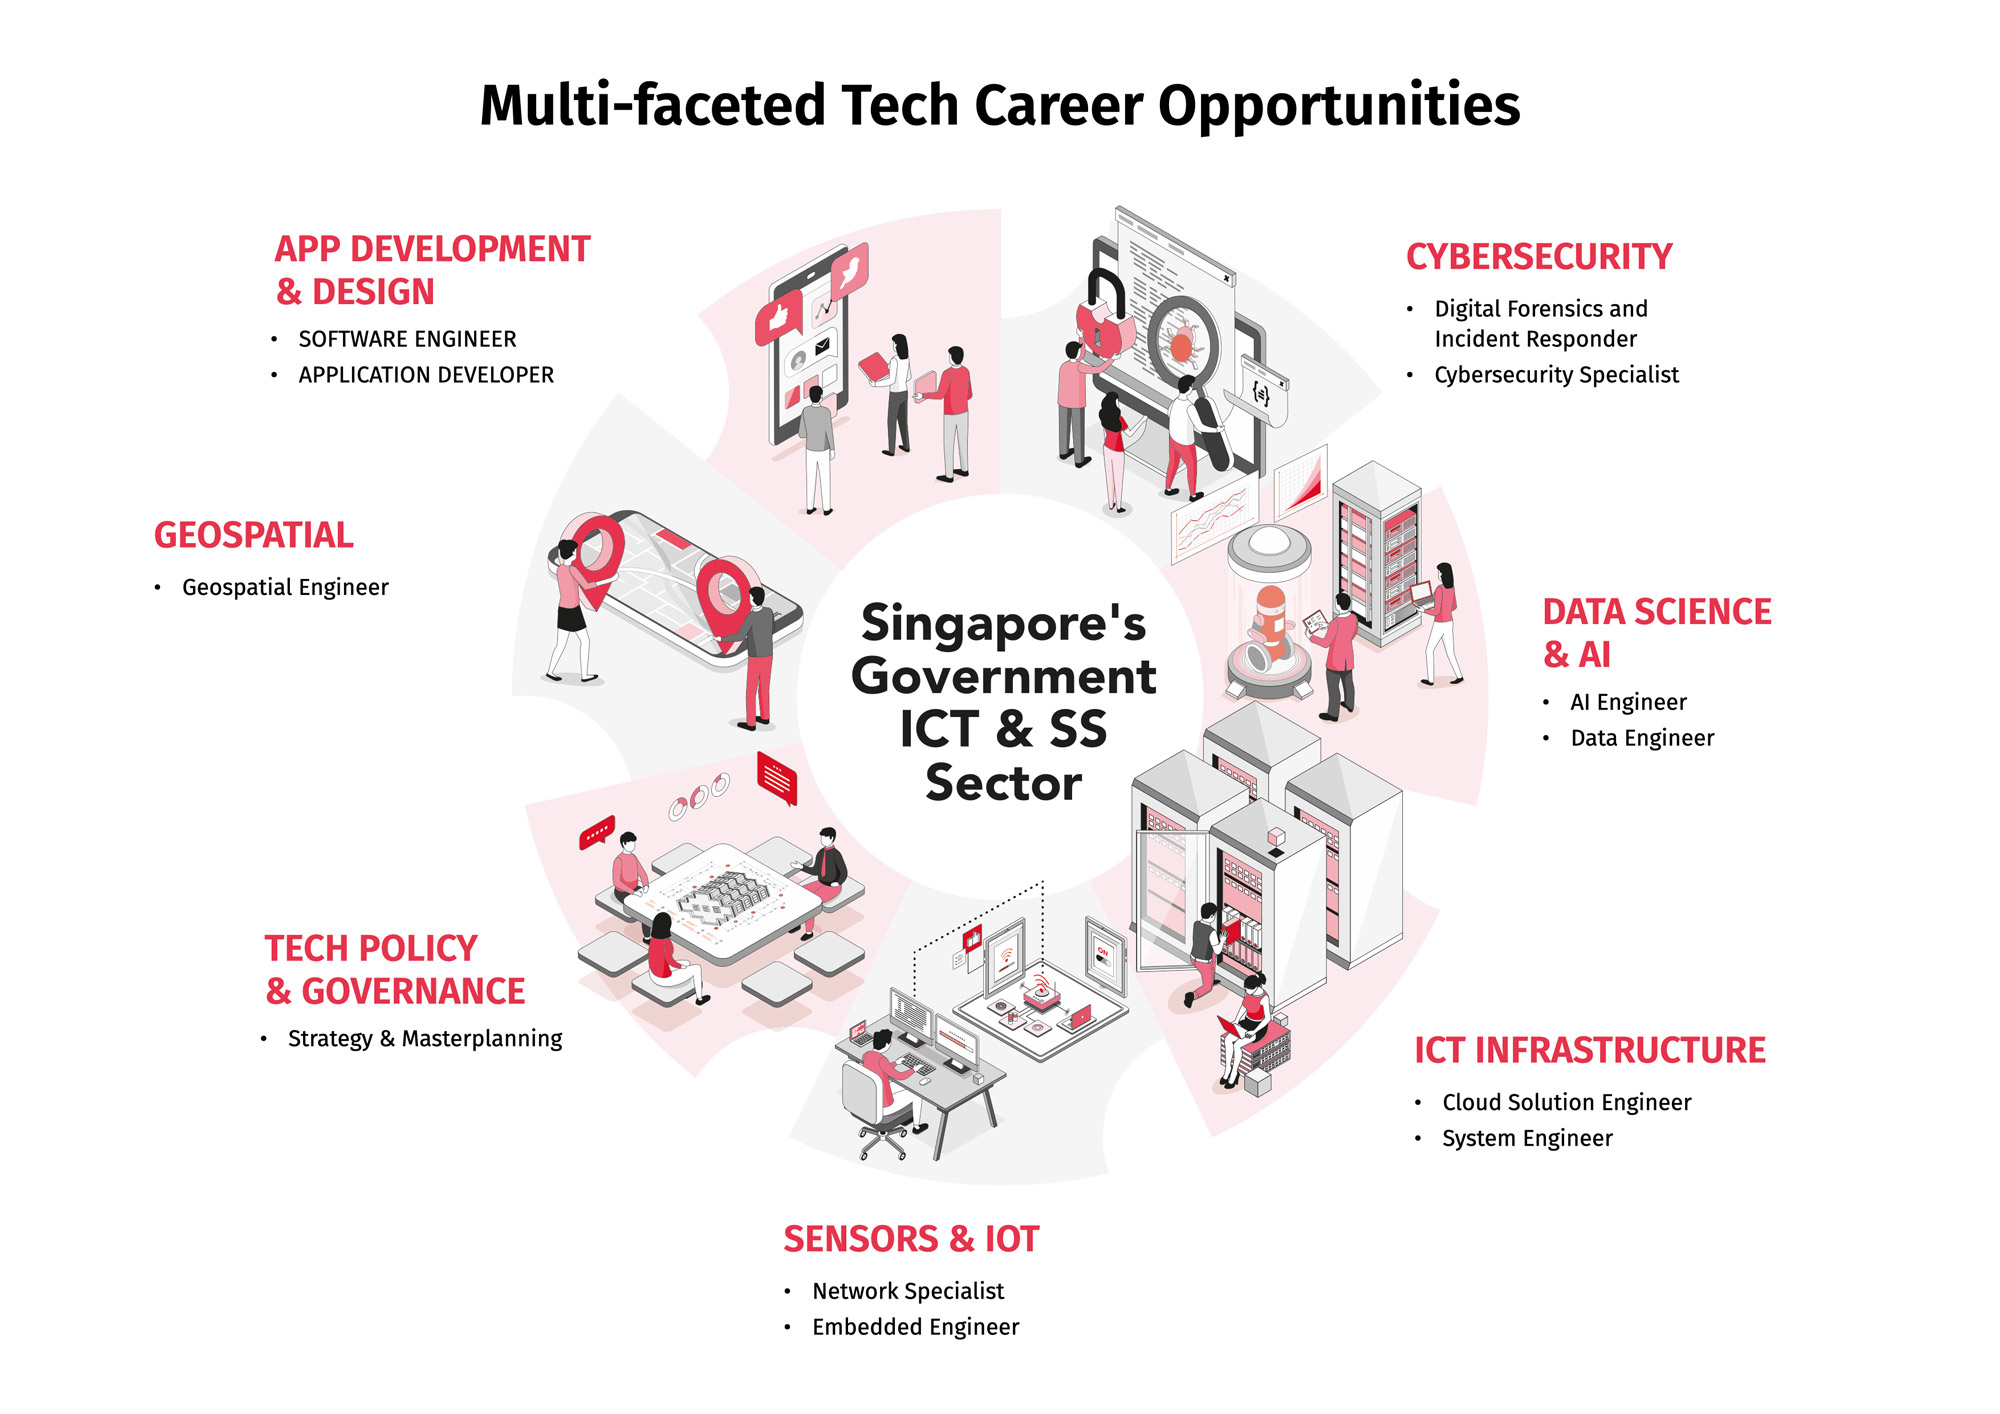 Multi-faceted Tech Career Opportunities
APP DEVELOPMENT
& DESIGN
• SOFTWARE ENGINEER
• APPLICATION DEVELOPER
CYBERSECURITY
• Digital Forensics and
Incident Responder
• Cybersecurity Specialist
GEOSPATIAL
• Geospatial Engineer
Singapore's
Government
ICT & SS
Sector
DATA SCIENCE
& AI
• AI Engineer
• Data Engineer
TECH POLICY
& GOVERNANCE
• Strategy & Masterplanning
ON
ICT INFRASTRUCTURE
• Cloud Solution Engineer
• System Engineer
SENSORS & IOT
• Network Specialist
• Embedded Engineer